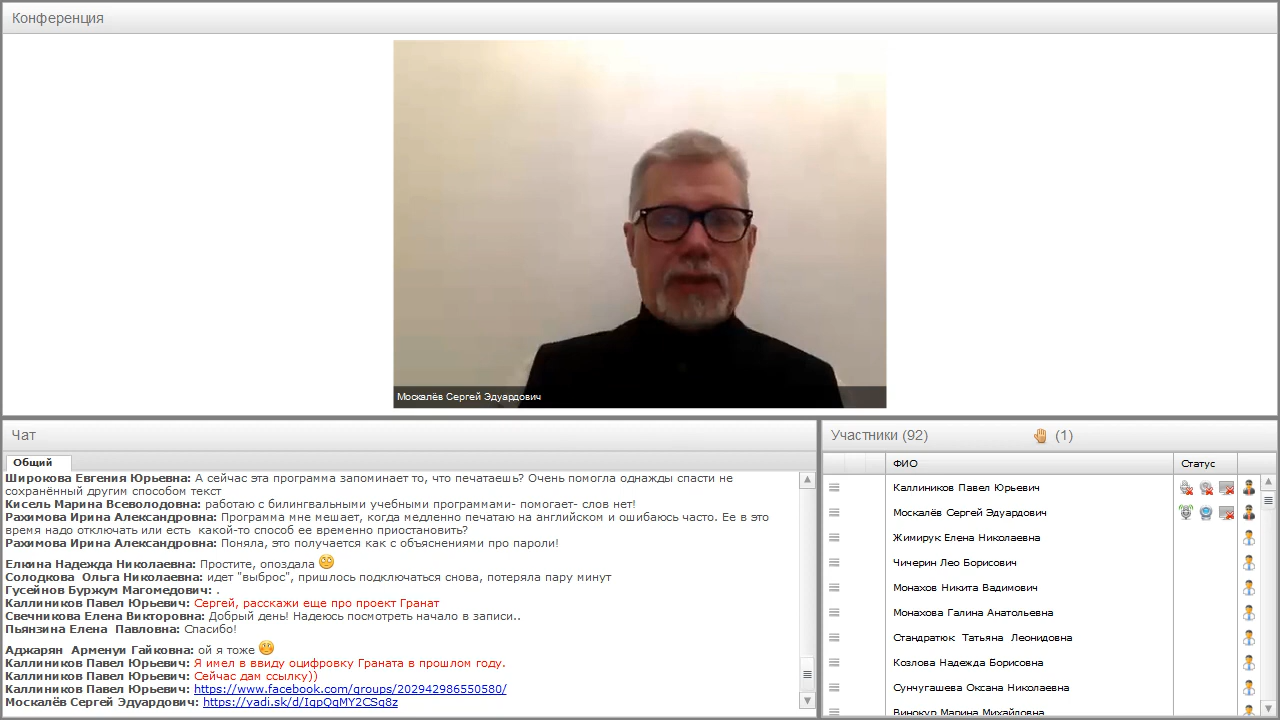 Конференция
Москалёв Сергей Эдуардович
Чат
Общий
Широкова Евгения Юрьевна: А сейчас эта программа запоминает то, что печатаешь? Очень помогла однажды спасти не
сохранённый другим способом текст
Кисель Марина Всеволодовна: работаю с билингвальными учебными программами- помогает- слов нет!
Рахимова Ирина Александровна: Программа мне мешает, когда медленно печатаю на английском и ошибаюсь часто. Ее в это
время надо отключать или есть какой-то способ ее временно приостановить?
Рахимова Ирина Александровна: Поняла, это получается как с объяснениями про пароли!
Елкина Надежда Николаевна: Простите, опоздала
Солодкова Ольга Николаевна: идет "выброс", пришлось подключаться снова, потеряла пару минут
Гусейнов Буржум Магомедович: .
Каллиников Павел Юрьевич: Сергей, расскажи еще про проект Гранат
Свечникова Елена Викторовна: Добрый день! Надеюсь посмотреть начало в записи..
Пьянзина Елена Павловна: Спасибо!
Аджарян Арменуи Гайковна: ой я тоже
Каллиников Павел Юрьевич: Я имел в ввиду оцифровку Граната в прошлом году.
Каллиников Павел Юрьевич: Сейчас дам ссылку))
Каллиников Павел Юрьевич: https://www.facebook.com/groups/202942986550580/
Москалёв Сергей Эдуардович: https://yadi.sk/d/IgpQgMY2CSg8z
Участники (92) (1)
ФИО Статус
Каллиников Павел Юрьевич
Москалёв Сергей Эдуардович
Жимирук Елена Николаевна
Чичерин Лео Борисович
Монахов Никита Вадимович
Монахова Галина Анатольевна
Стандратюк Татьяна Леонидовна
Козлова Надежда Борисовна
Сунчугашева Оксана Николаевна
Винокур Марина Михайловна